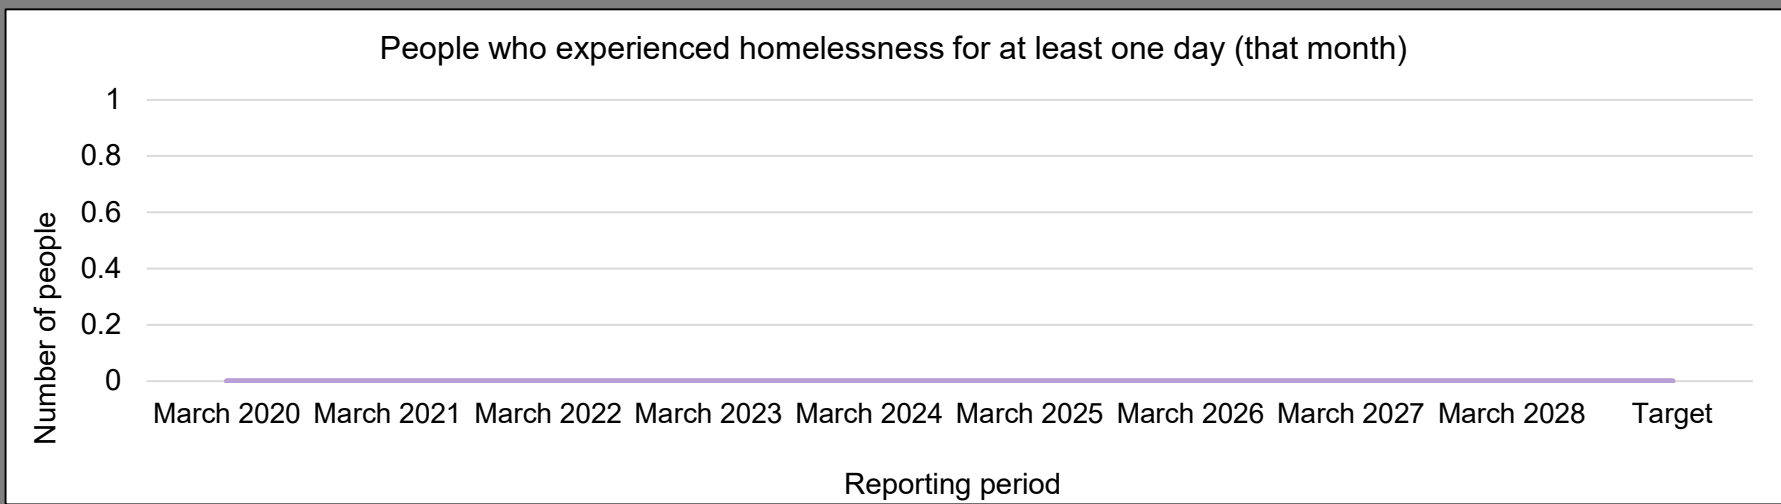 People who experienced homelessness for at least one day (that month)
Number of people
1
0.8
0.6
0.4
0.2
0
March 2020 March 2021 March 2022 March 2023 March 2024 March 2025 March 2026 March 2027 March 2028 Target
Reporting period